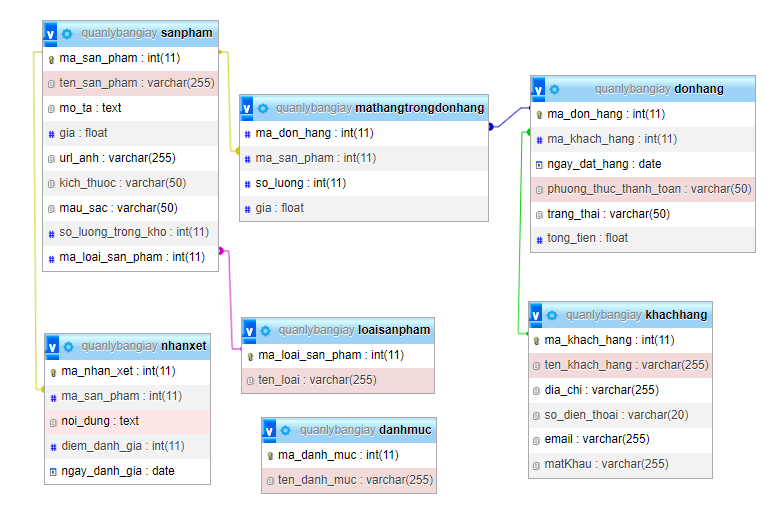 quanlybangiay sanpham
ma_san_pham : int(11)
ten_san_pham : varchar(255)
mo_ta : text
gia : float
url_anh : varchar(255)
kich_thuoc : varchar(50)
mau_sac : varchar(50)
so_luong_trong_kho : int(11)
ma_loai_san_pham : int(11)
quanlybangiay mathangtrongdonhang
ma_don_hang : int(11)
ma_san_pham : int(11)
so_luong : int(11)
gia : float
quanlybangiay donhang
ma_don_hang : int(11)
ma_khach_hang : int(11)
ngay_dat_hang : date
phuong_thuc_thanh_toan : varchar(50)
trang_thai : varchar(50)
tong_tien : float
quanlybangiay nhanxet
ma_nhan_xet : int(11)
ma_san_pham : int(11)
noi_dung : text
diem_danh_gia : int(11)
ngay_danh_gia : date
quanlybangiay loaisanpham
ma_loai_san_pham : int(11)
ten_loai : varchar(255)
quanlybangiay danhmuc
ma_danh_muc : int(11)
ten_danh_muc : varchar(255)
quanlybangiay khachhang
ma_khach_hang : int(11)
ten_khach_hang : varchar(255)
dia_chi : varchar(255)
so_dien_thoai : varchar(20)
email : varchar(255)
matKhau : varchar(255)